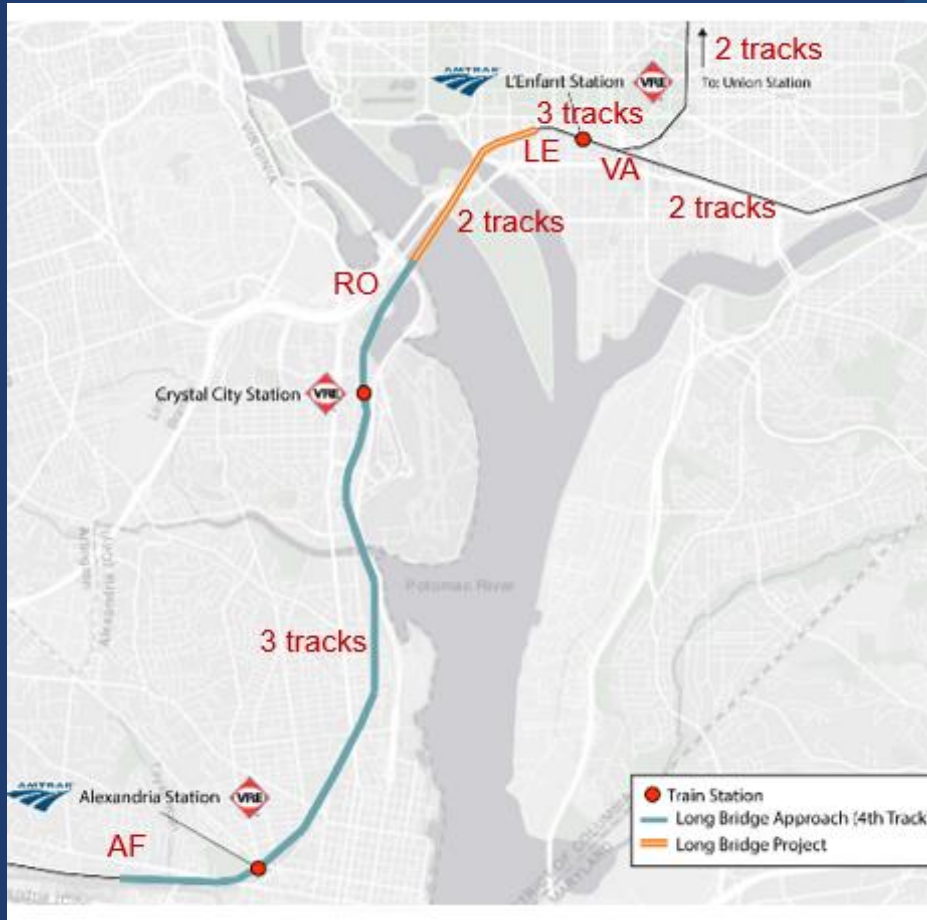 2 tracks
AMTRAK
L'Enfant Station
VRE
To: Union Station
3 tracks
LE
VA
2 tracks
2 tracks
RO
Crystal City Station
VRE
Potomac River
3 tracks
AMTRAK
Alexandria Station
VRE
AF
Train Station
Long Bridge Approach (4th Track
Long Bridge Project
MARYLAND